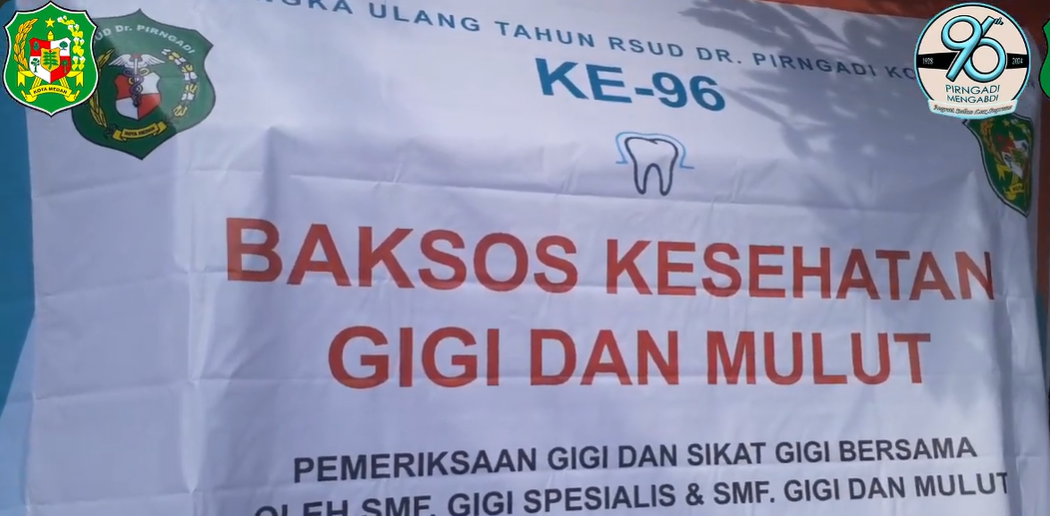 ULANG TAHUN RSUD DR. PIRNGADI
KE-96
BAKSOS KESEHATAN
GIGI DAN MULUT
PEMERIKSAAN GIGI DAN SIKAT GIGI BERSAMA
OLEH SMF. GIGI SPESIALIS & SMF. GIGI DAN MULUT
KOTA MEDAN
RSUD Dr. PIRNGADI
KOTA MEDAN
96
1928
2024
PIRNGADI
MENGABDI